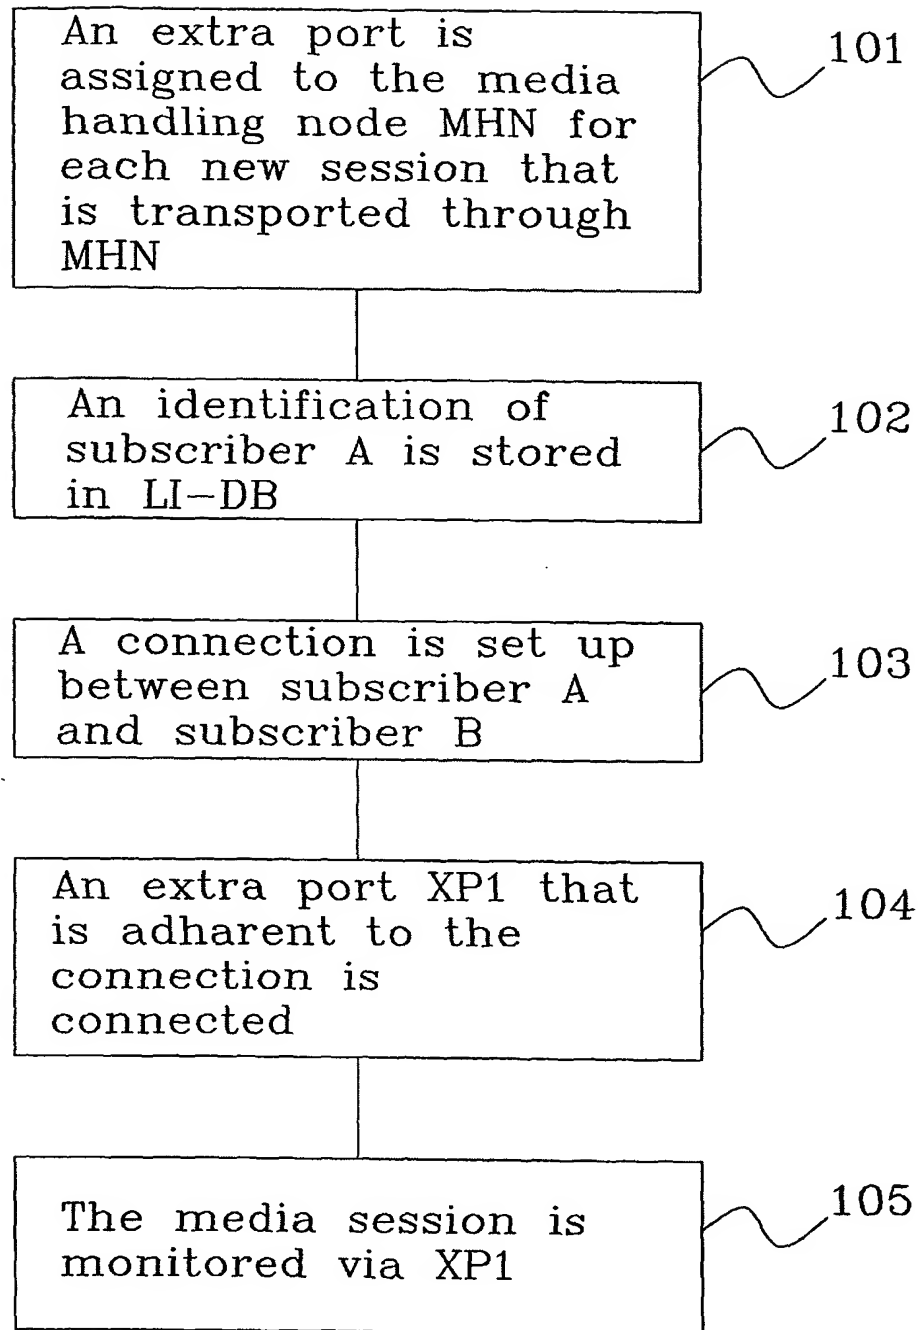 An extra port is
assigned to the media
handling node MHN for
each new session that
is transported through
MHN
101
An identification of
subscriber A is stored
in LI-DB
102
A connection is set up
between subscriber A
and subscriber B
103
An extra port XP1 that
is adharent to the
connection is
connected
104
The media session is
monitored via XP1
105